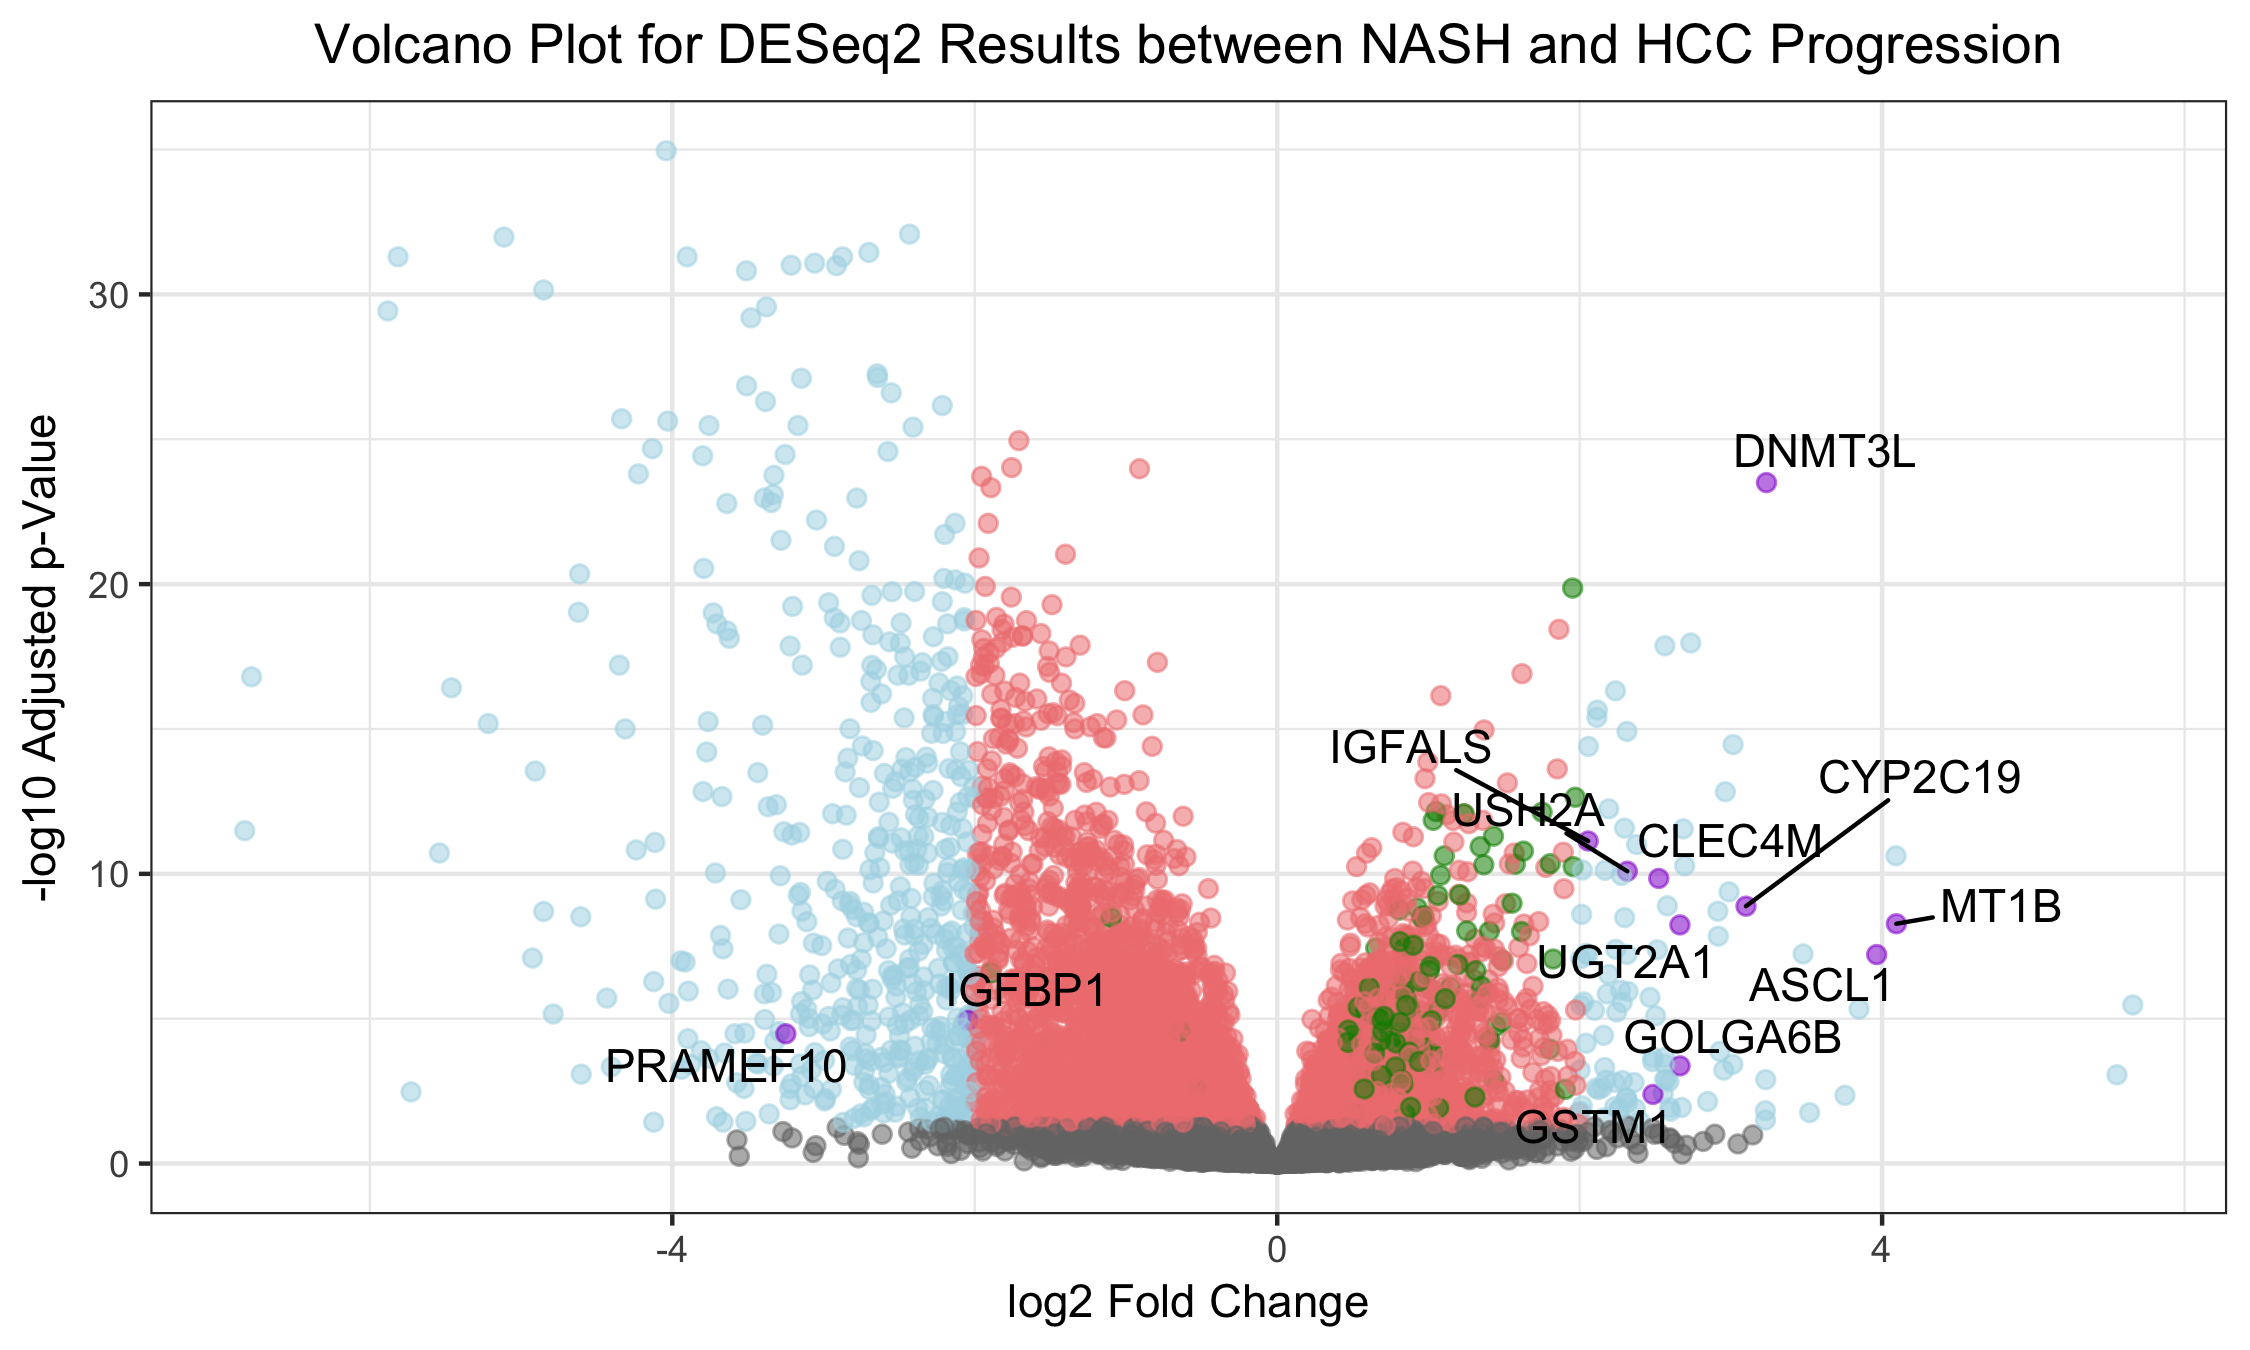 Volcano Plot for DESeq2 Results between NASH and HCC Progression
-log10 Adjusted p-Value
30
20
10
0
DNMT3L
IGFALS
CYP2C19
USH2A
CLEC4M
MT1B
UGT2A1
ASCL1
IGFBP1
GOLGA6B
PRAMEF10
GSTM1
-4
0
4
log2 Fold Change